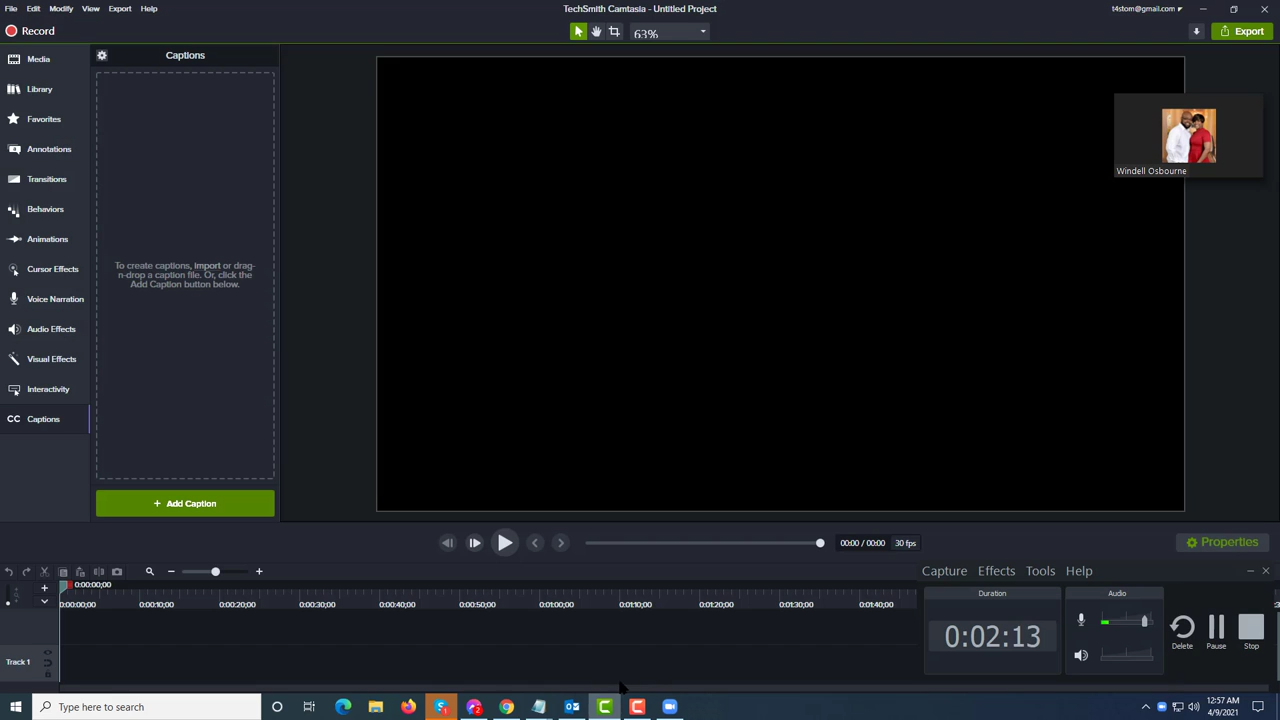 File Edit Modify View Export Help
TechSmith Camtasia - Untitled Project
t4stom@gmail.com
Record
63%
Export
Media
Library
Favorites
Annotations
Transitions
Behaviors
Animations
Cursor Effects
Voice Narration
Audio Effects
Visual Effects
Interactivity
CC Captions
Captions
To create captions, import or drag-
n-drop a caption file. Or, click the
Add Caption button below.
+ Add Caption
Windell Osbourne
00:00 / 00:00 30 fps
Properties
0:00:00;00
0:00:00;00 0:00:10;00 0:00:20;00 0:00:30;00 0:00:40;00 0:00:50;00 0:01:00;00 0:01:10;00 0:01:20;00 0:01:30;00 0:01:40;00
Track 1
Capture Effects Tools Help
Duration
0:02:13
Audio
Delete Pause Stop
Type here to search
12:57 AM
4/9/2021